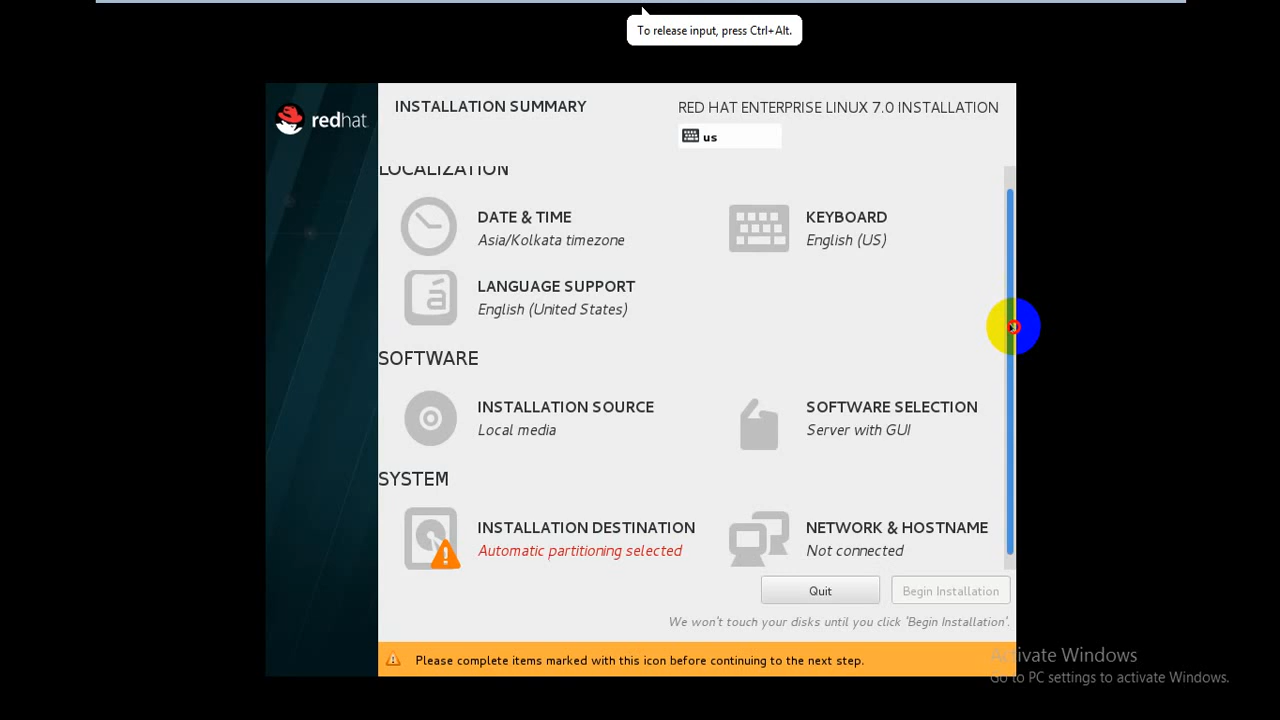 To release input, press Ctrl+Alt.
redhat
INSTALLATION SUMMARY
RED HAT ENTERPRISE LINUX 7.0 INSTALLATION
us
LOCALIZATION
DATE & TIME
Asia/Kolkata timezone
KEYBOARD
English (US)
LANGUAGE SUPPORT
English (United States)
SOFTWARE
INSTALLATION SOURCE
Local media
SOFTWARE SELECTION
Server with GUI
SYSTEM
INSTALLATION DESTINATION
Automatic partitioning selected
NETWORK & HOSTNAME
Not connected
Quit
Begin Installation
We won't touch your disks until you click 'Begin Installation'.
Please complete items marked with this icon before continuing to the next step.
Activate Windows
Go to PC settings to activate Windows.